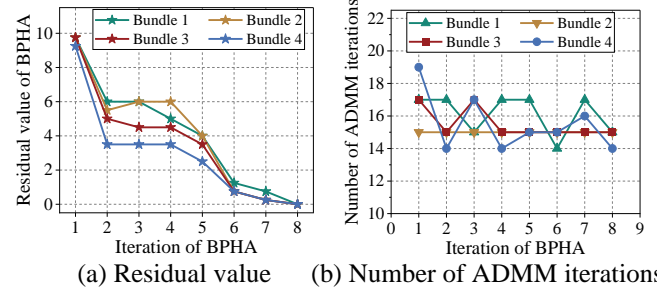 Bundle 1 Bundle 2
Bundle 3 Bundle 4
Residual value of BPHA
10
8
6
4
2
0
1 2 3 4 5 6 7 8
Iteration of BPHA
(a) Residual value
Bundle 1 Bundle 2
Bundle 3 Bundle 4
Number of ADMM iterations
22
20
18
16
14
12
10
0 1 2 3 4 5 6 7 8 9
Iteration of BPHA
(b) Number of ADMM iterations